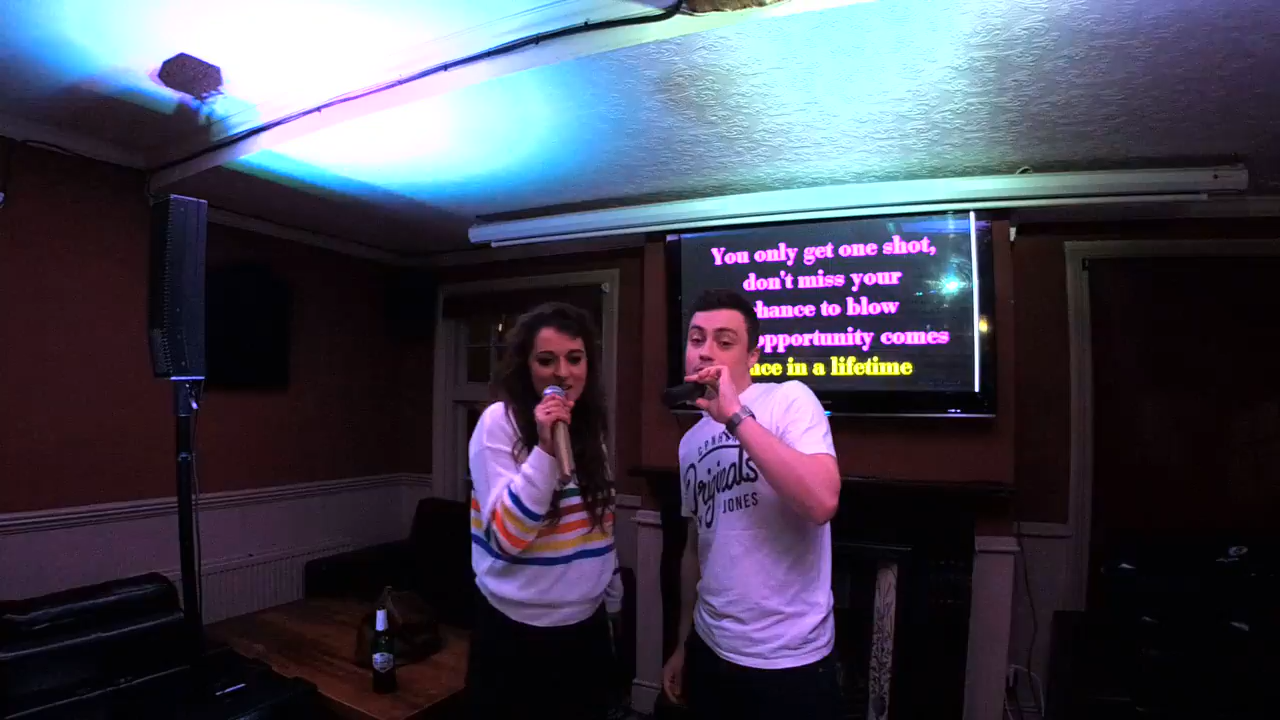 You only get one shot,
don't miss your
hance to blow
opportunity comes
nce in a lifetime
Originals
JONES